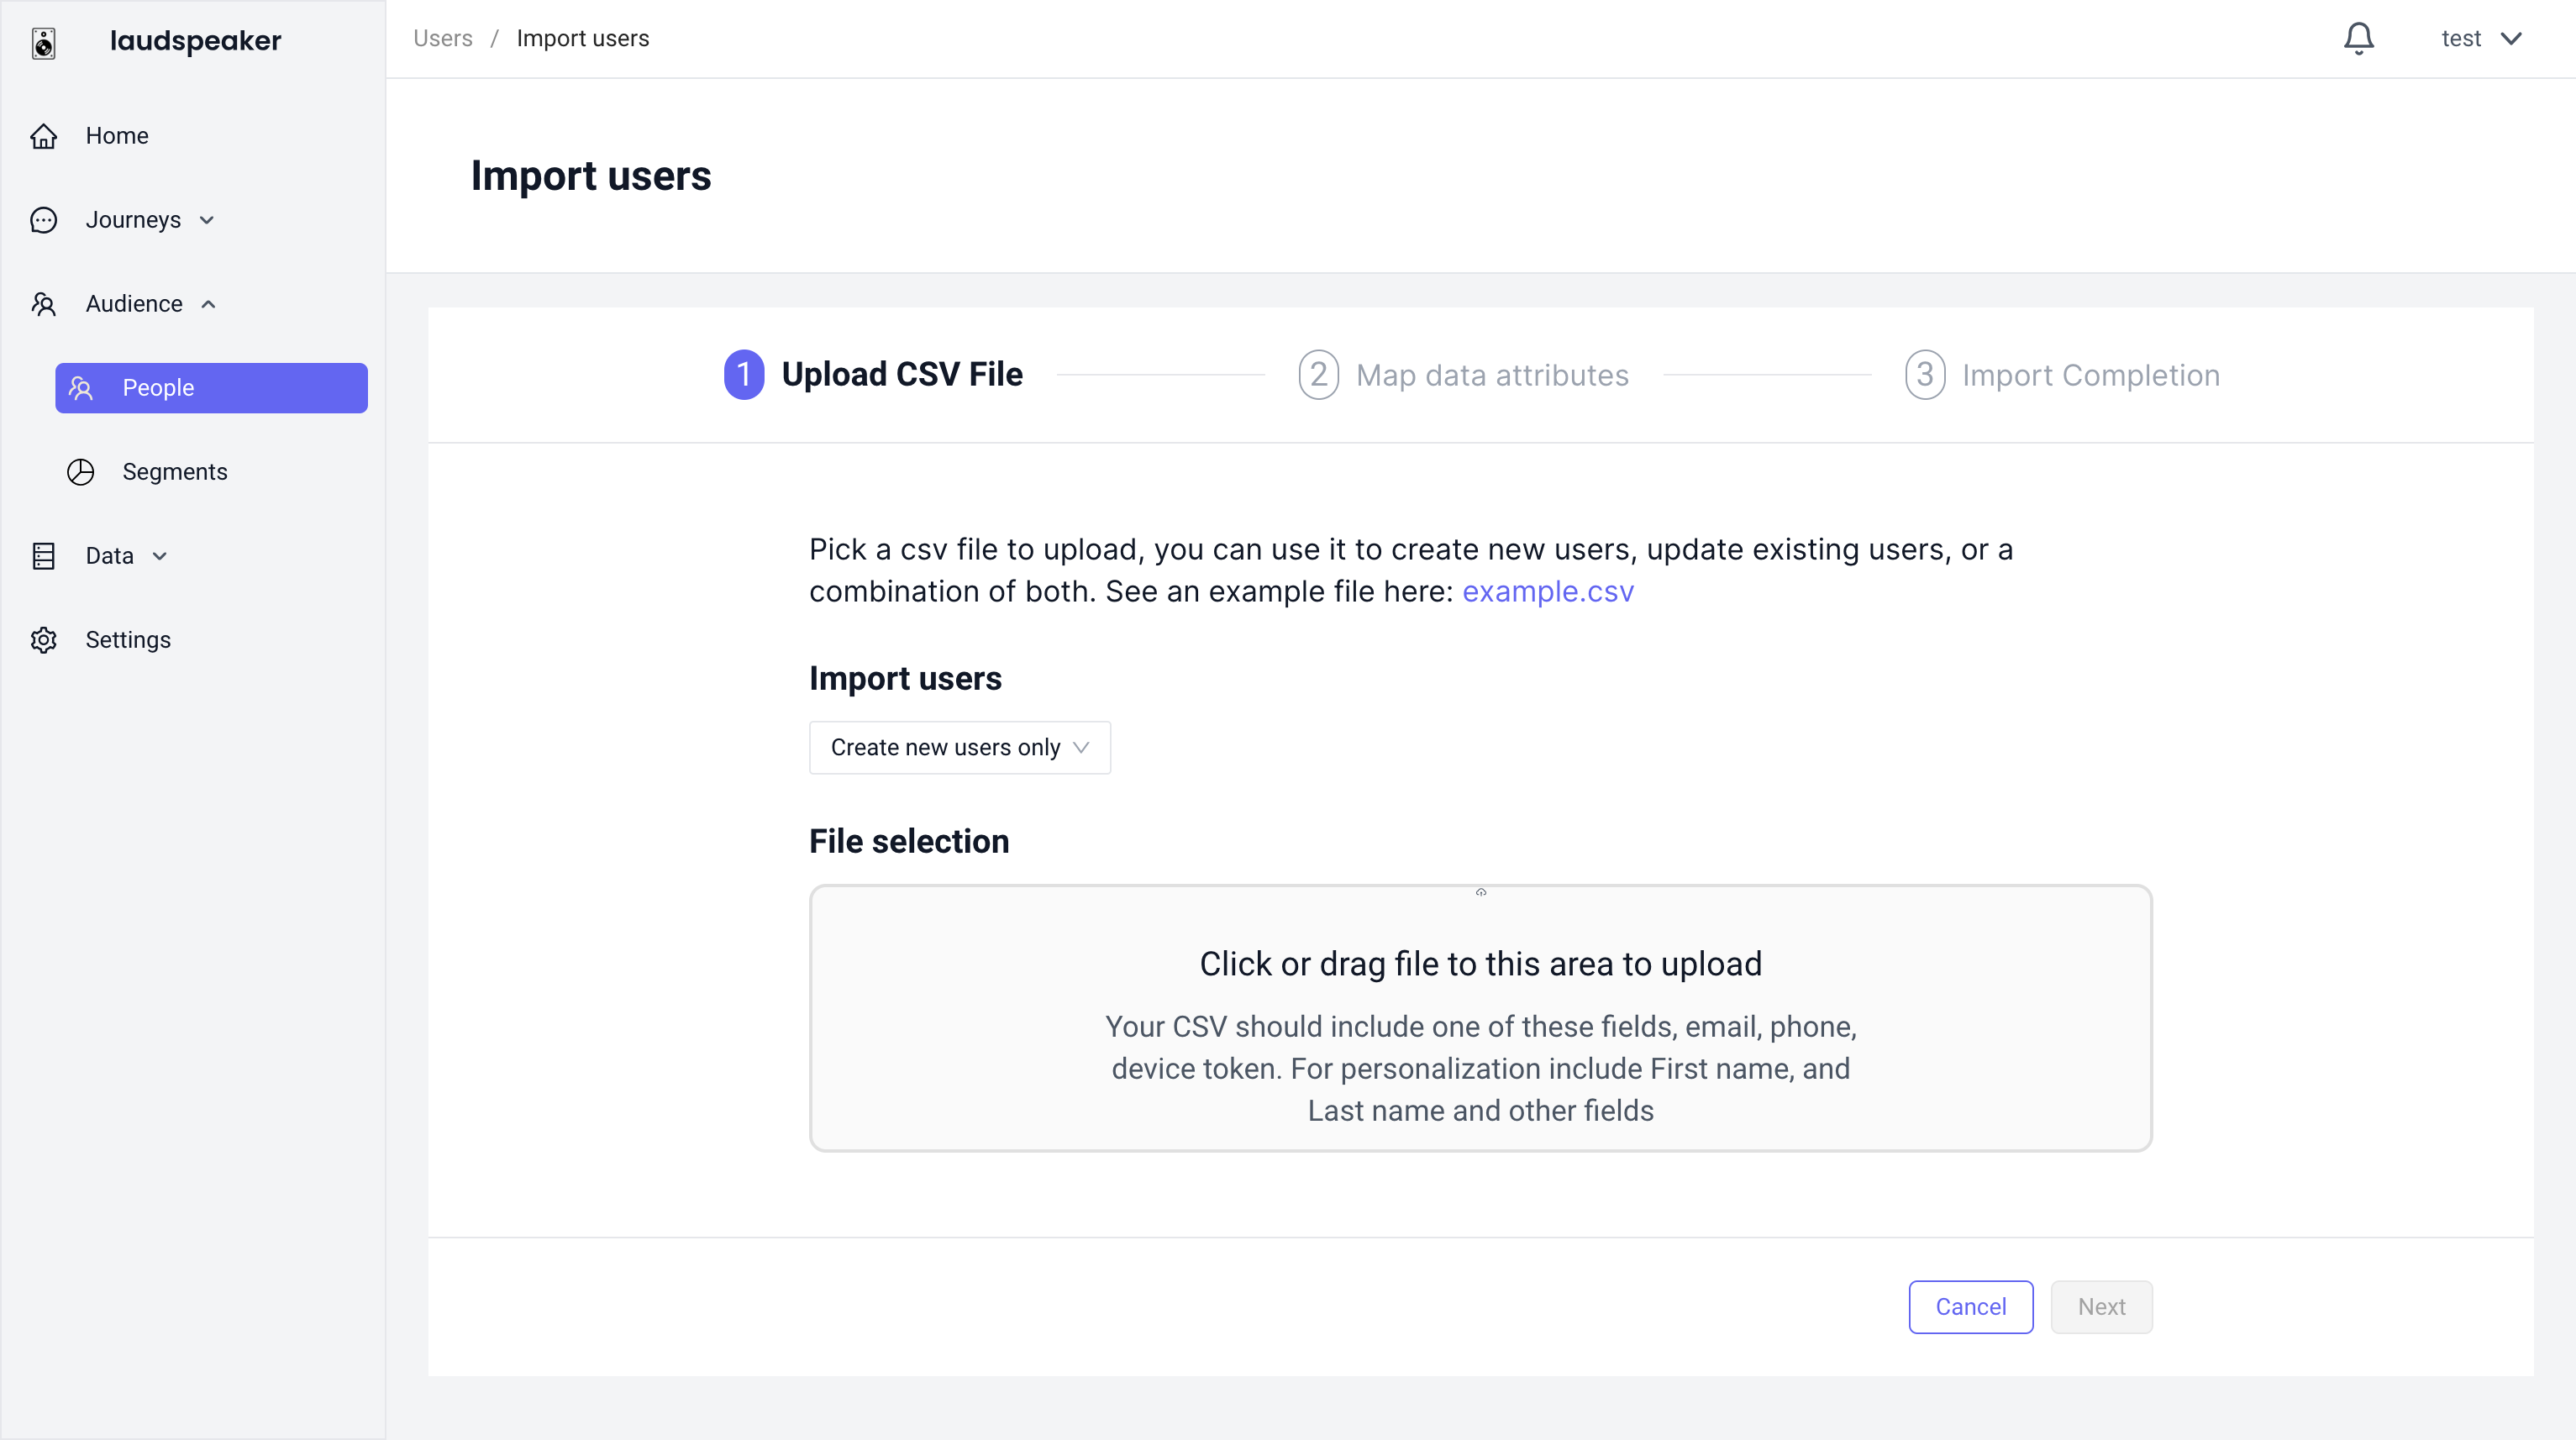 laudspeaker
Home
Journeys
Audience
People
Segments
Data
Settings
Users / Import users
test
Import users
1 Upload CSV File
2 Map data attributes
3 Import Completion
Pick a csv file to upload, you can use it to create new users, update existing users, or a
combination of both. See an example file here: example.csv
Import users
Create new users only
File selection
Click or drag file to this area to upload
Your CSV should include one of these fields, email, phone,
device token. For personalization include First name, and
Last name and other fields
Cancel
Next